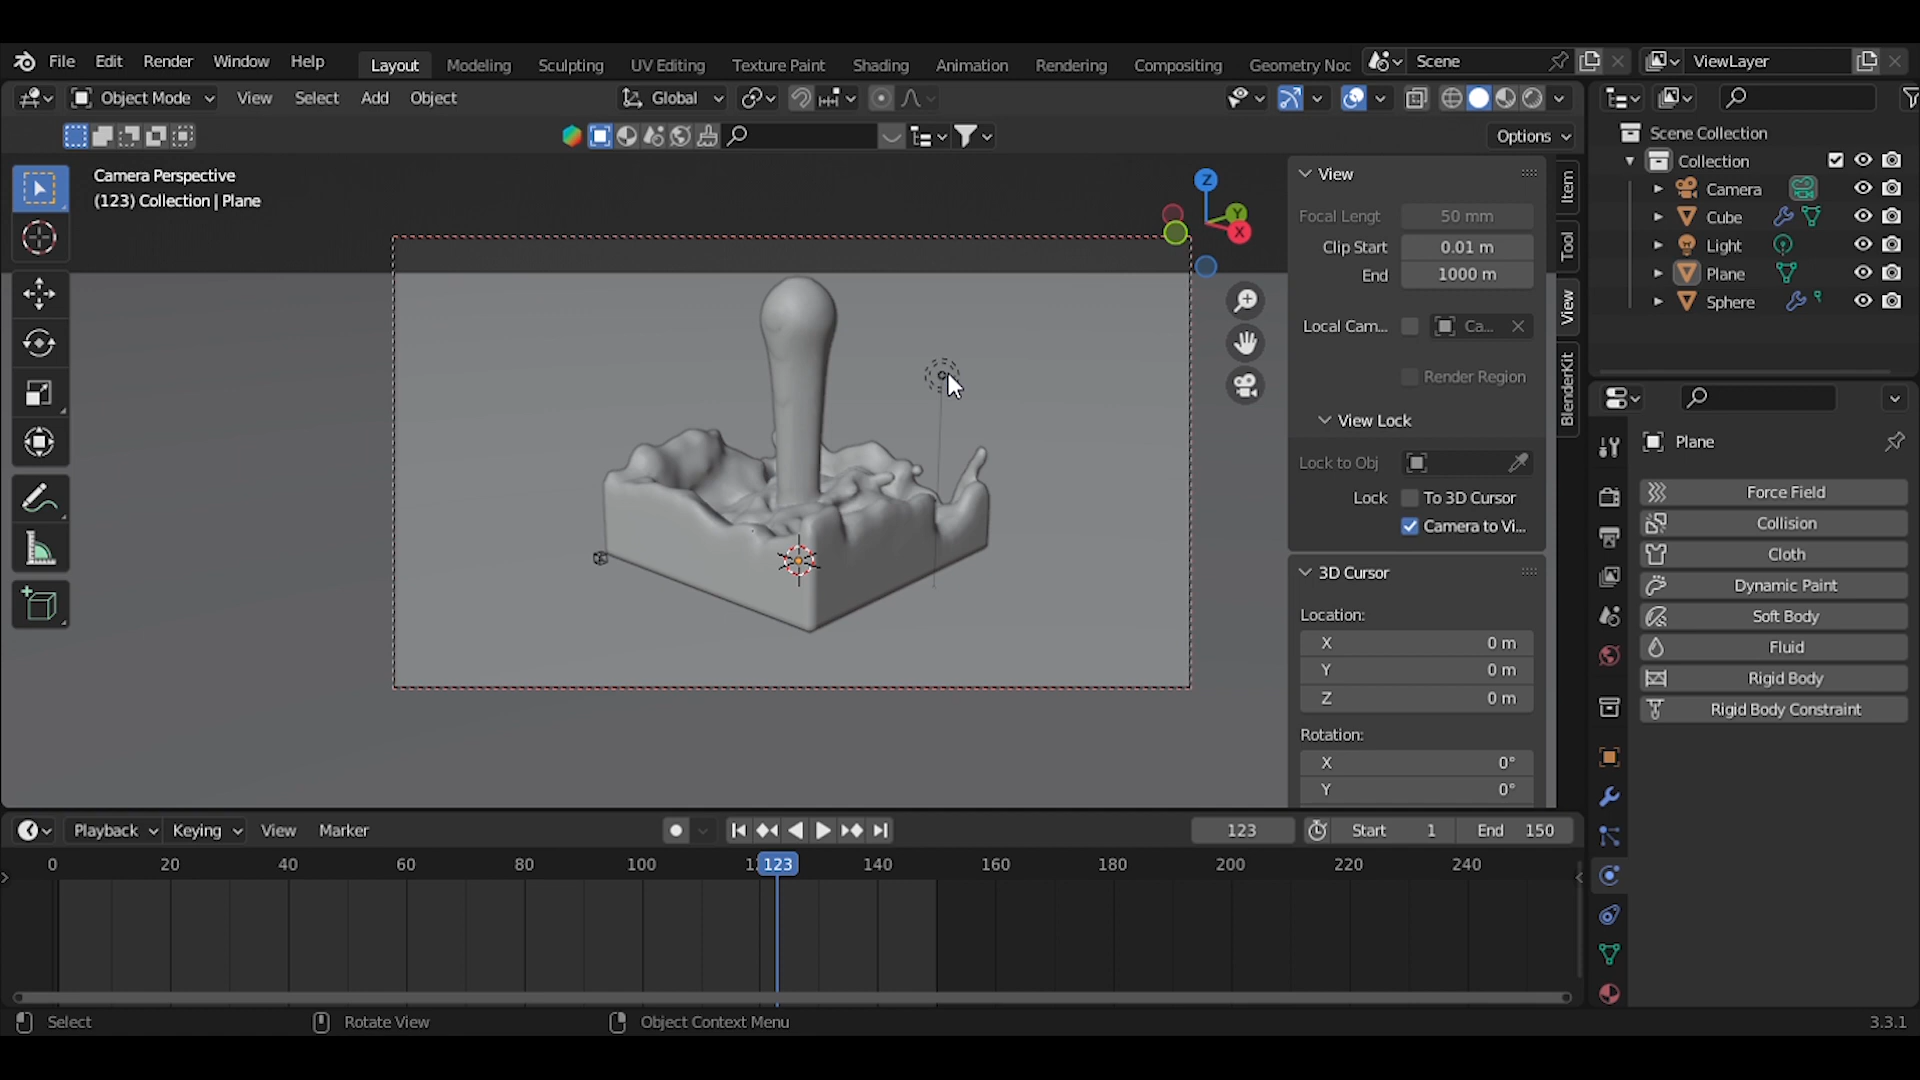 File Edit Render Window Help Layout Modeling Sculpting UV Editing Texture Paint Shading Animation Rendering Compositing Geometry Noc Scene ViewLayer
Object Mode View Select Add Object Global
Options
Camera Perspective
(123) Collection | Plane
Z
Y
X
View
Focal Lengt 50 mm
Clip Start 0.01 m
End 1000 m
Local Cam... Ca...
Render Region
View Lock
Lock to Obj
Lock To 3D Cursor
Camera to Vi...
3D Cursor
Location:
X 0 m
Y 0 m
Z 0 m
Rotation:
X 0°
Y 0°
Item
Tool
View
BlenderKit
Scene Collection
Collection
Camera
Cube
Light
Plane
Sphere
Plane
Force Field
Collision
Cloth
Dynamic Paint
Soft Body
Fluid
Rigid Body
Rigid Body Constraint
Playback Keying View Marker 123 Start 1 End 150
0 20 40 60 80 100 123 140 160 180 200 220 240
Select Rotate View Object Context Menu 3.3.1